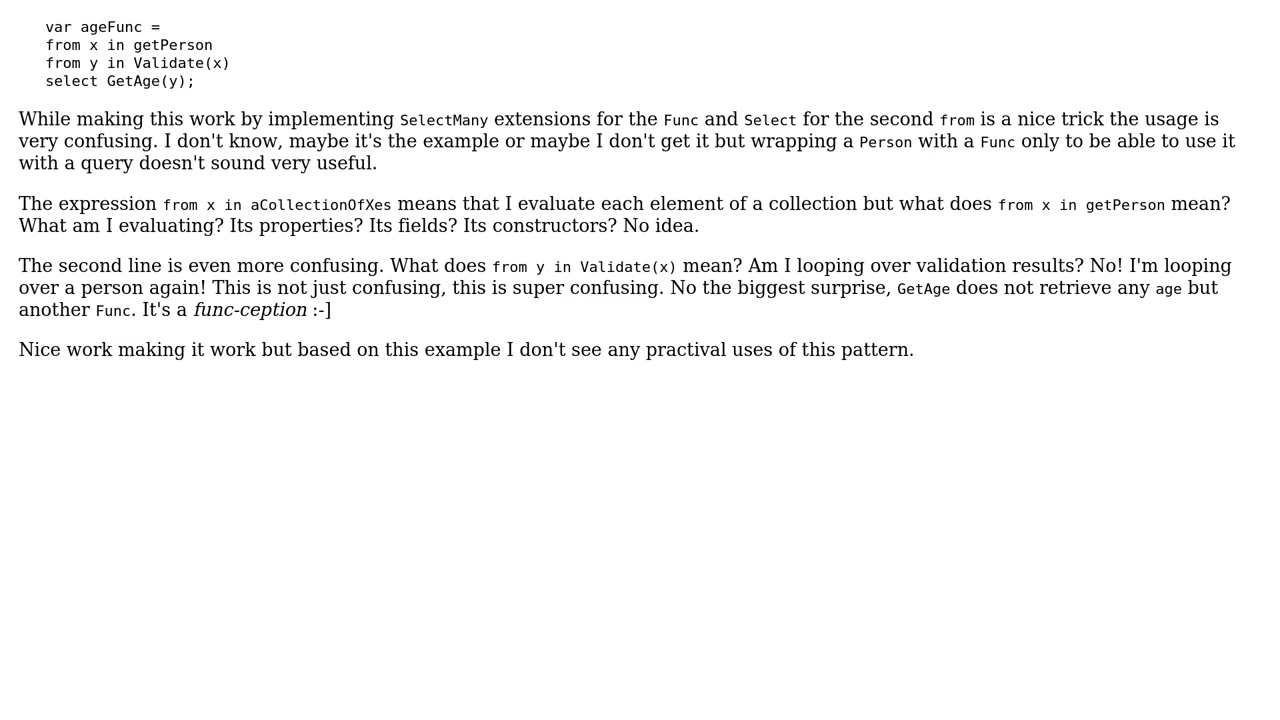 var ageFunc =
from x in getPerson
from y in Validate(x)
select GetAge(y);
While making this work by implementing SelectMany extensions for the Func and Select for the second from is a nice trick the usage is
very confusing. I don't know, maybe it's the example or maybe I don't get it but wrapping a Person with a Func only to be able to use it
with a query doesn't sound very useful.
The expression from x in aCollectionOfXes means that I evaluate each element of a collection but what does from x in getPerson mean?
What am I evaluating? Its properties? Its fields? Its constructors? No idea.
The second line is even more confusing. What does from y in Validate(x) mean? Am I looping over validation results? No! I'm looping
over a person again! This is not just confusing, this is super confusing. No the biggest surprise, GetAge does not retrieve any age but
another Func. It's a func-ception :-]
Nice work making it work but based on this example I don't see any practival uses of this pattern.